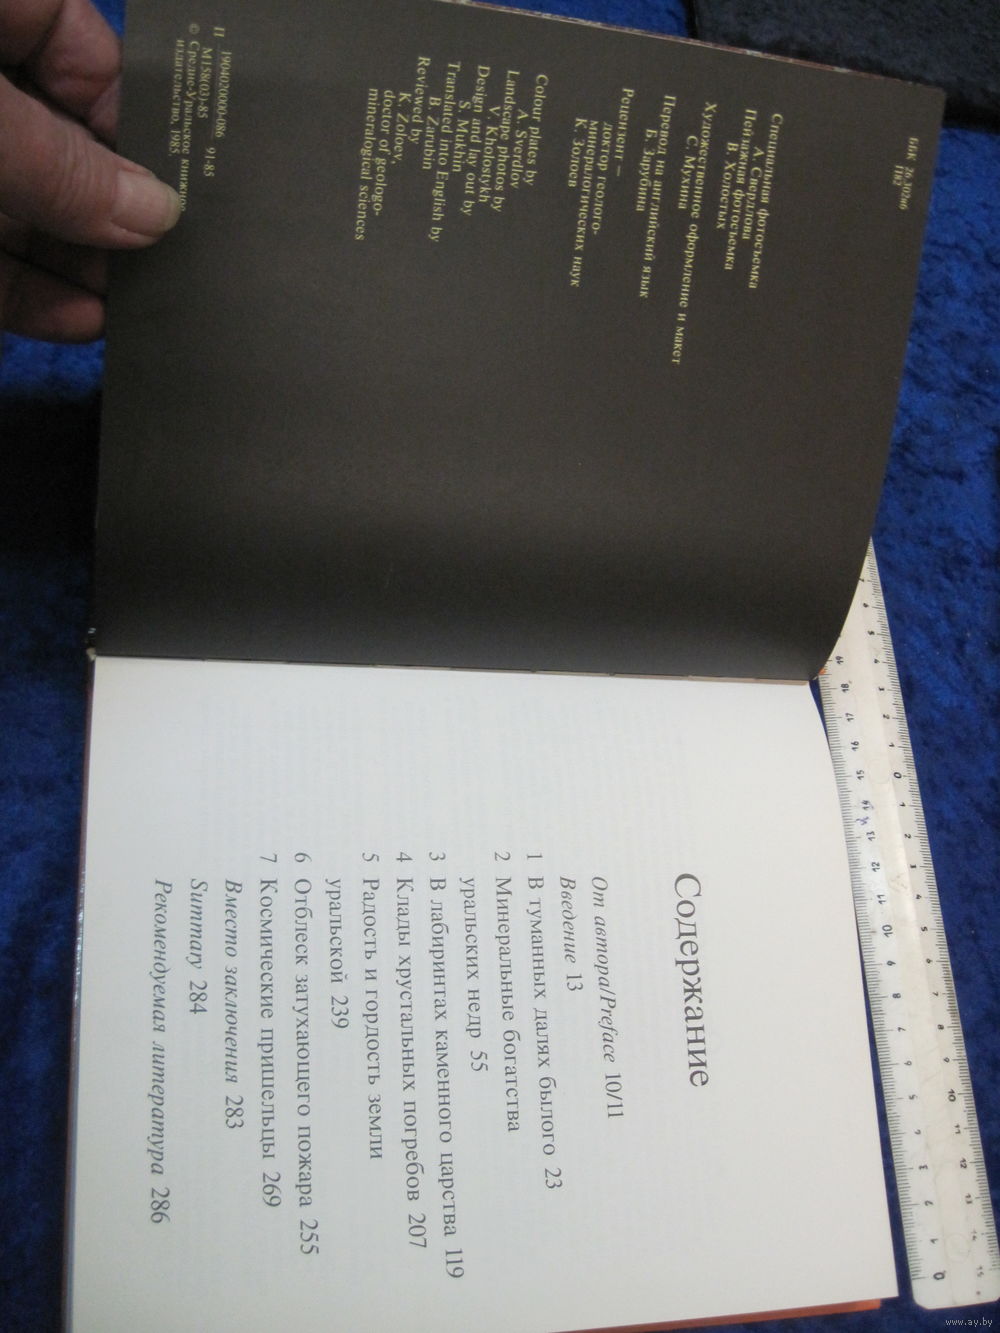 ББК 26.30Яв6
П82
Специальная фотосъемка
А. Свердлова
Пейзажная фотосъемка
В. Холостых
Художественное оформление и макет
С. Мухина
Перевод на английский язык
Б. Зарубина
Рецензент –
доктор геолого-
минералогических наук
К. Золоев
Colour plates by
A. Sverdlov
Landscape photos by
V. Kholostykh
Design and lay out by
S. Mukhin
Translated into English by
B. Zarubin
Reviewed by
K. Zoloev,
doctor of geologo-
mineralogical sciences
П 1904020000-086 91-85
М158(03)-85
© Средне-Уральское книжное
издательство, 1985.
Содержание
От автора/Preface 10/11
Введение 13
1 В туманных далях былого 23
2 Минеральные богатства
уральских недр 55
3 В лабиринтах каменного царства 119
4 Клады хрустальных погребов 207
5 Радость и гордость земли
уральской 239
6 Отблеск затухающего пожара 255
7 Космические пришельцы 269
Вместо заключения 283
Summary 284
Рекомендуемая литература 286
www.ay.by